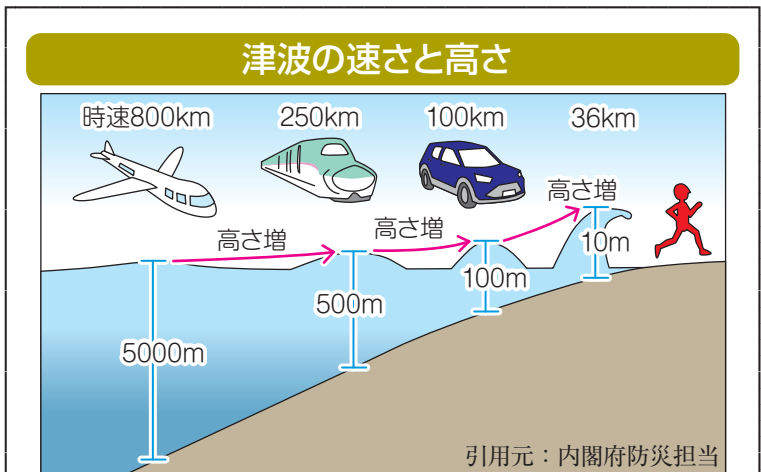 津波の速さと高さ
時速800km
250km
100km
36km
高さ増
高さ増
高さ増
10m
100m
500m
5000m
引用元：内閣府防災担当